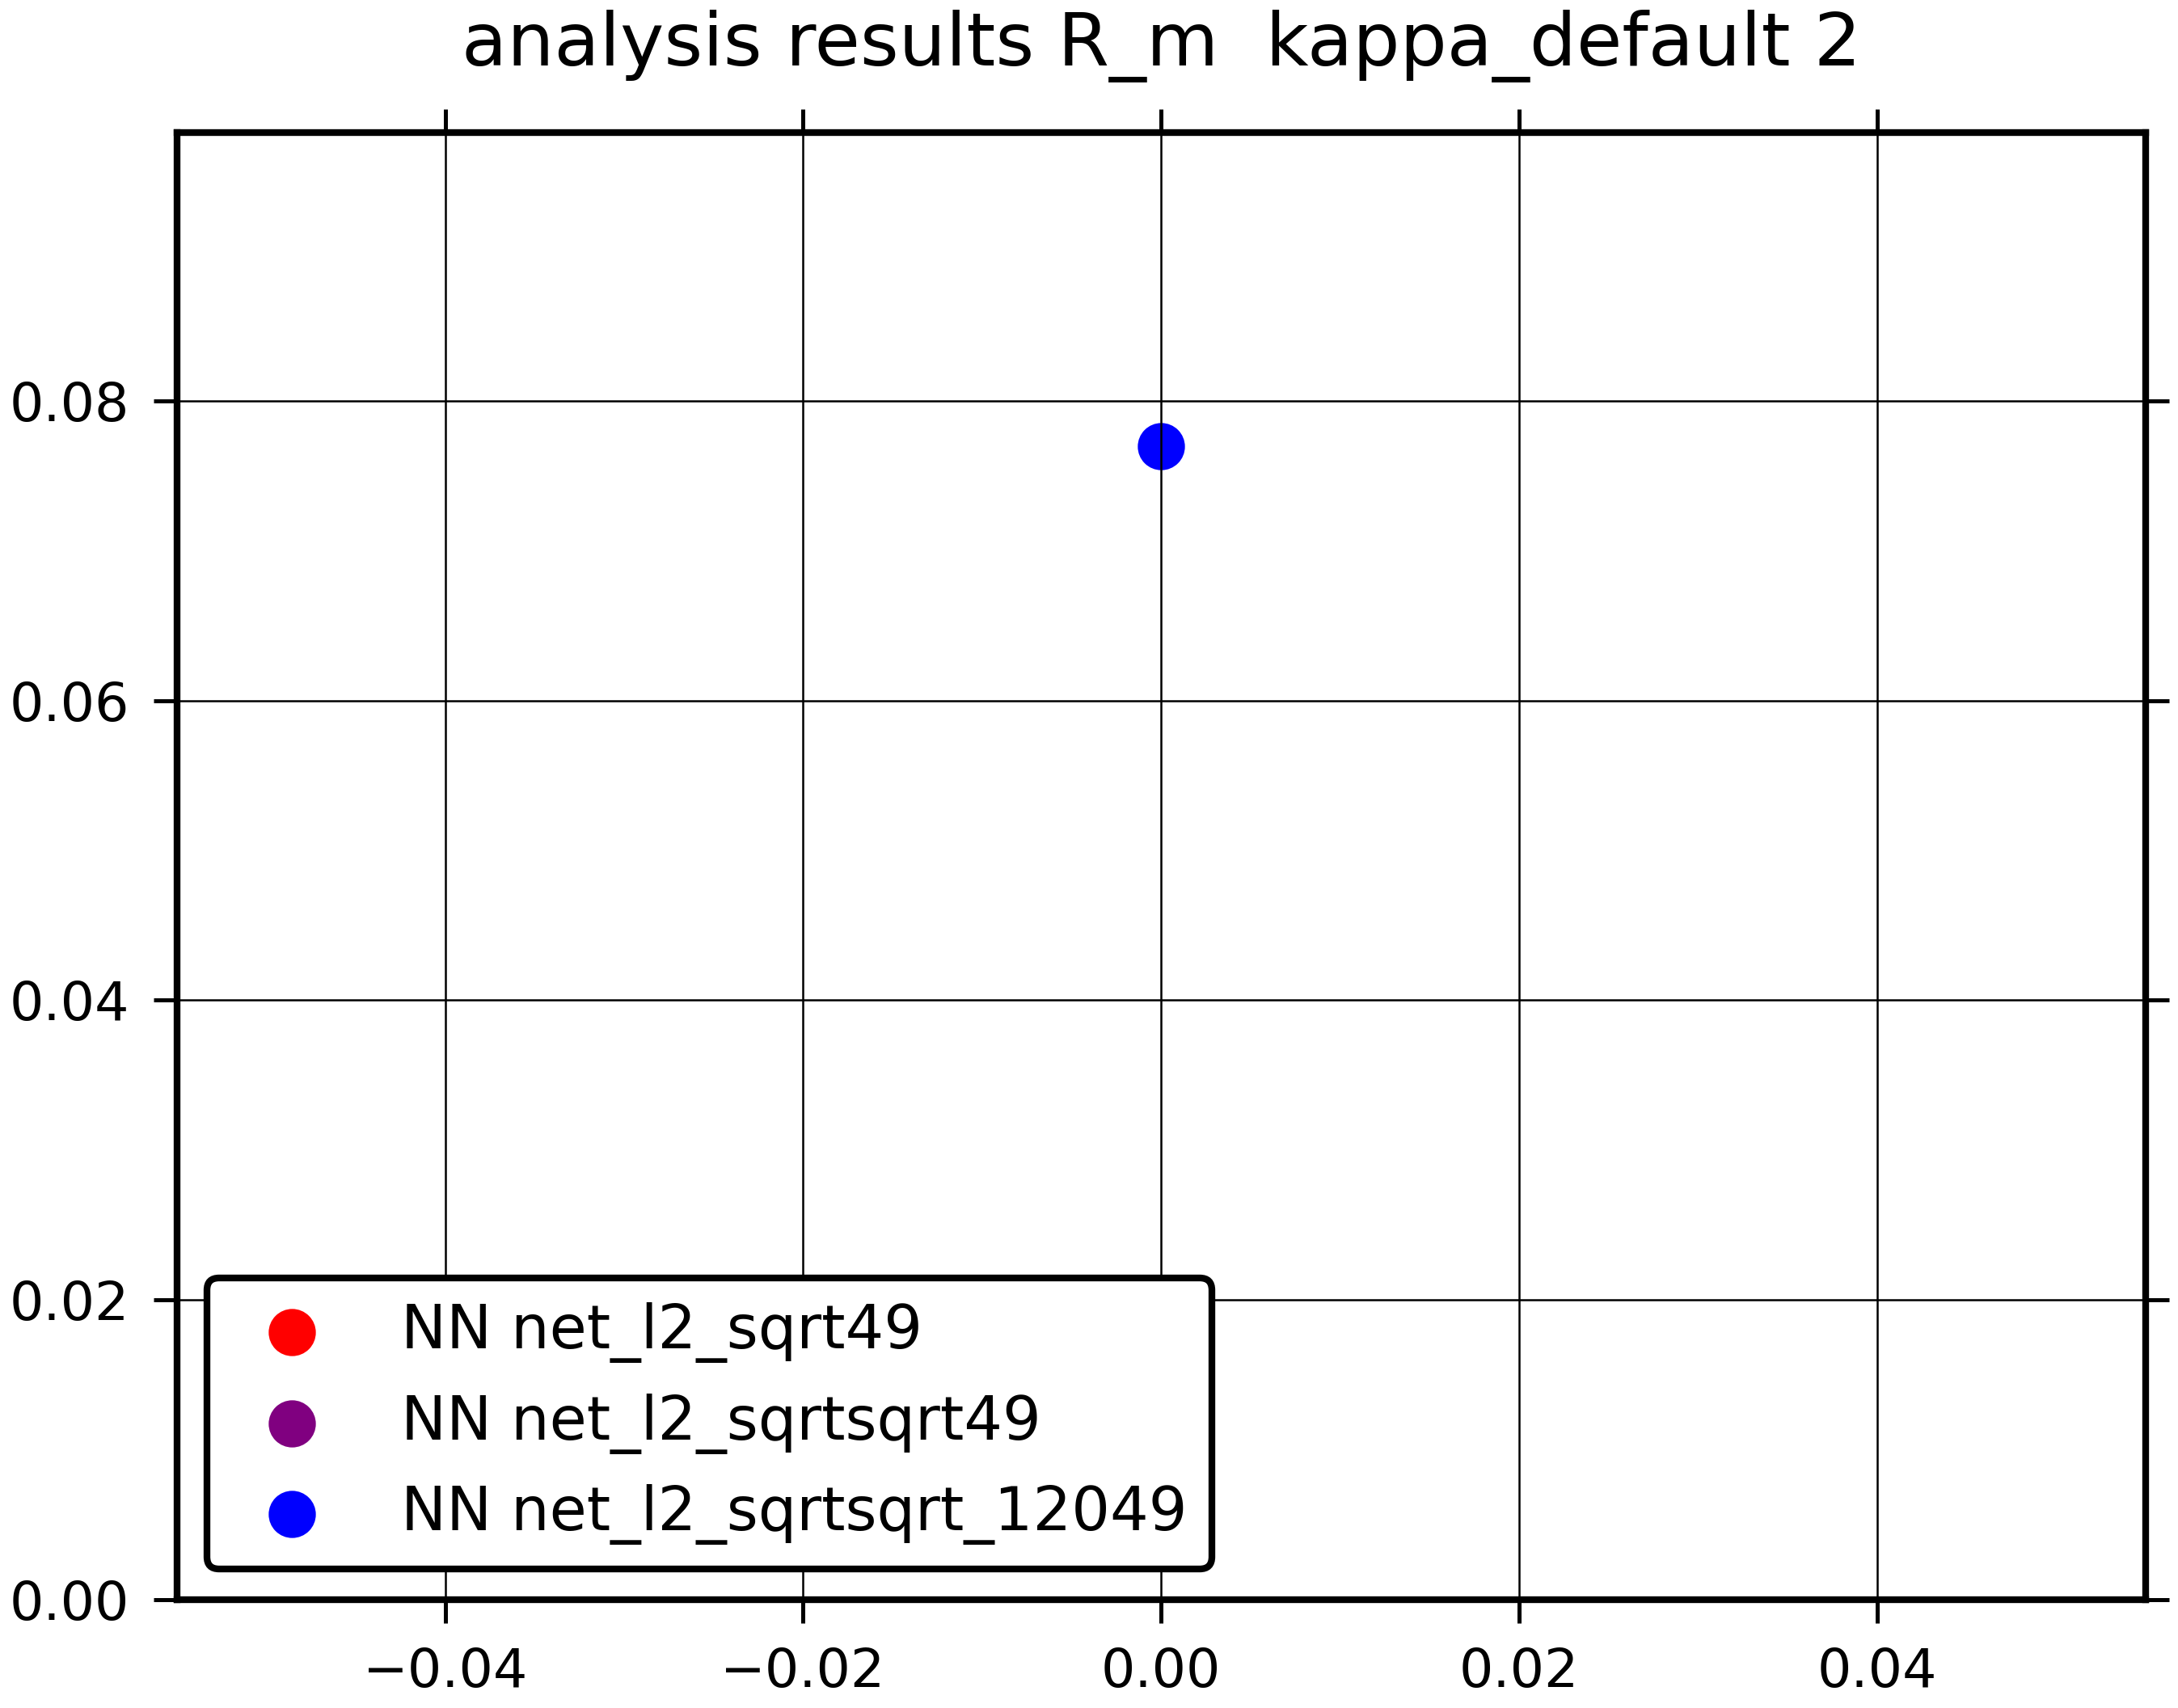 analysis results R_m  kappa_default 2
0.08
0.06
0.04
0.02
0.00
NN net_l2_sqrt49
NN net_l2_sqrtsqrt49
NN net_l2_sqrtsqrt_12049
−0.04 −0.02 0.00 0.02 0.04